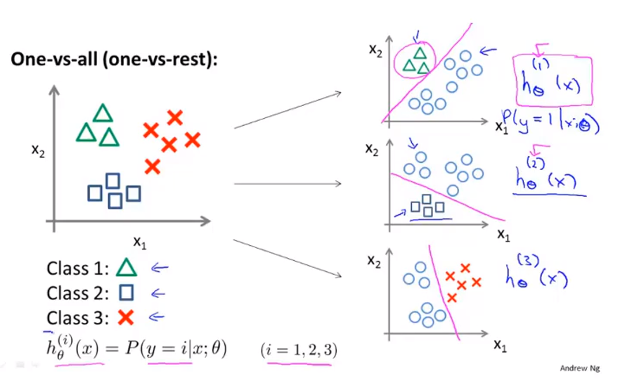 One-vs-all (one-vs-rest):
x₂
x₁
Class 1:
Class 2:
Class 3:
h_θ^(i)(x) = P(y = i|x; θ)     (i = 1, 2, 3)
x₂
x₁
h_θ^(1)(x)
P(y=1|x;θ)
x₂
x₁
h_θ^(2)(x)
x₂
x₁
h_θ^(3)(x)
Andrew Ng